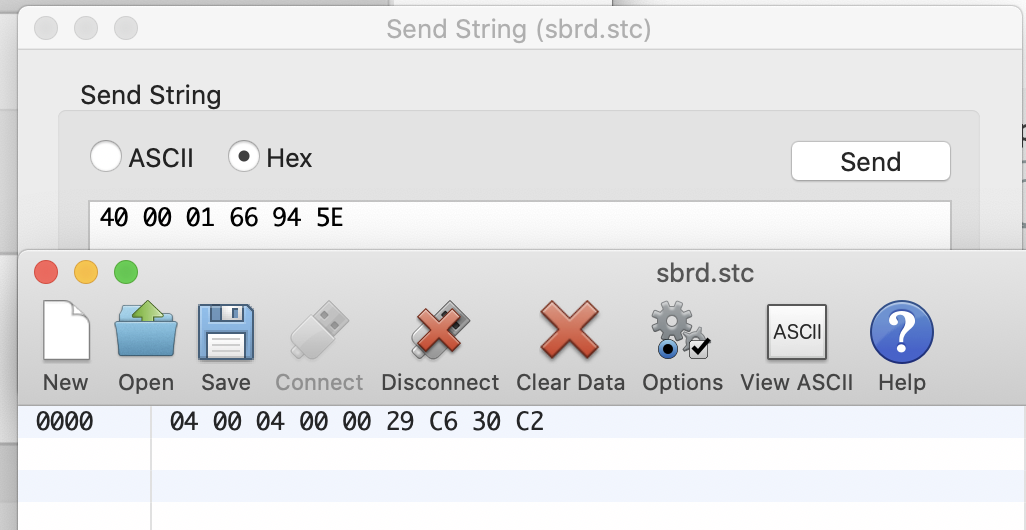 Send String (sbrd.stc)
Send String
ASCII Hex Send
40 00 01 66 94 5E
sbrd.stc
ASCII ?
New Open Save Connect Disconnect Clear Data Options View ASCII Help
0000 04 00 04 00 00 29 C6 30 C2